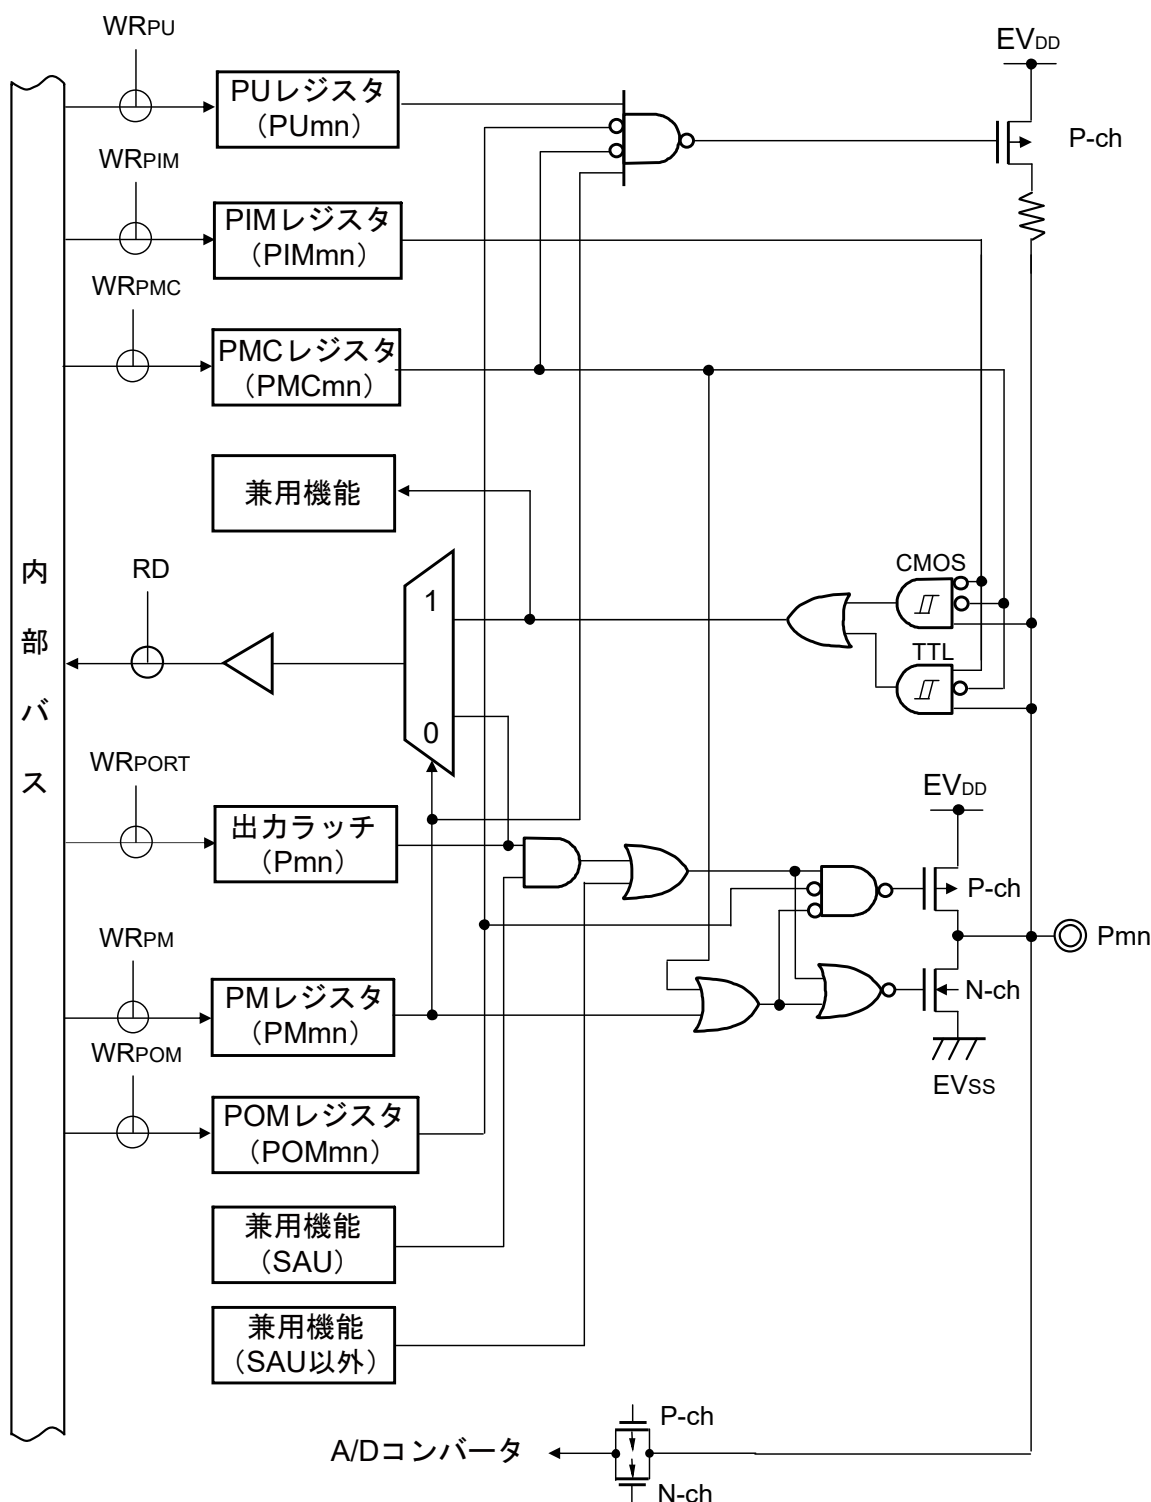 WRPU
EVDD
PUレジスタ
（PUmn）
P-ch
WRPIM
PIMレジスタ
（PIMmn）
WRPMC
PMCレジスタ
（PMCmn）
兼用機能
内部バス
RD
1
0
CMOS
TTL
WRPORT
出力ラッチ
（Pmn）
EVDD
P-ch
Pmn
WRPM
PMレジスタ
（PMmn）
N-ch
EVSS
WRPOM
POMレジスタ
（POMmn）
兼用機能
（SAU）
兼用機能
（SAU以外）
P-ch
A/Dコンバータ
N-ch